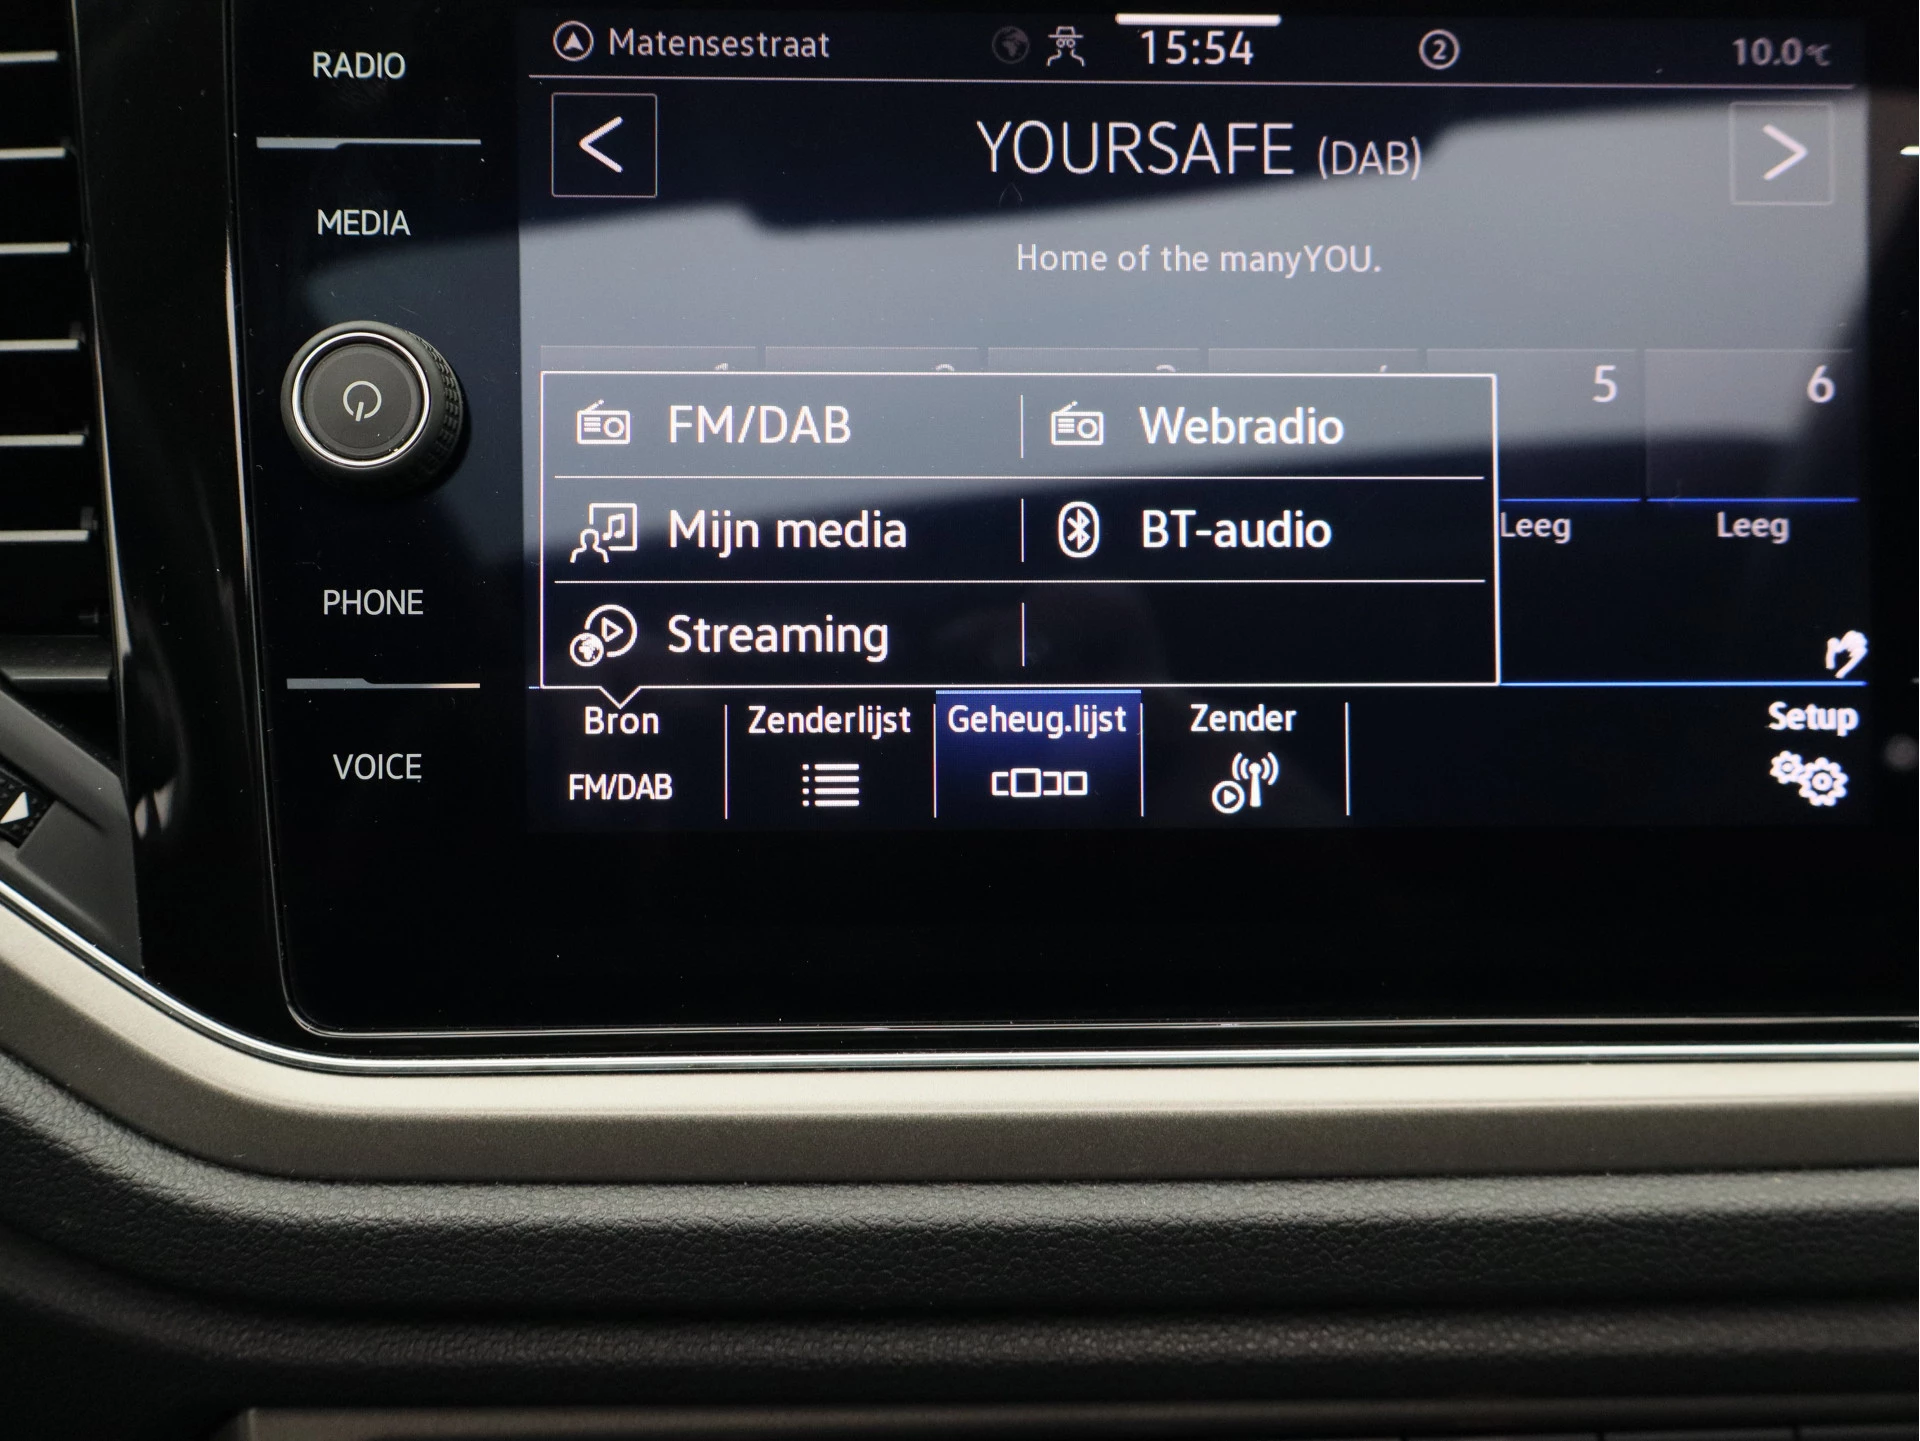 RADIO
MEDIA
PHONE
VOICE
Matensestraat
15:54
2
10.0°C
YOURSAFE (DAB)
Home of the manyYOU.
5
6
FM/DAB
Webradio
Mijn media
BT-audio
Streaming
Leeg
Leeg
Bron
Zenderlijst
Geheug.lijst
Zender
Setup
FM/DAB